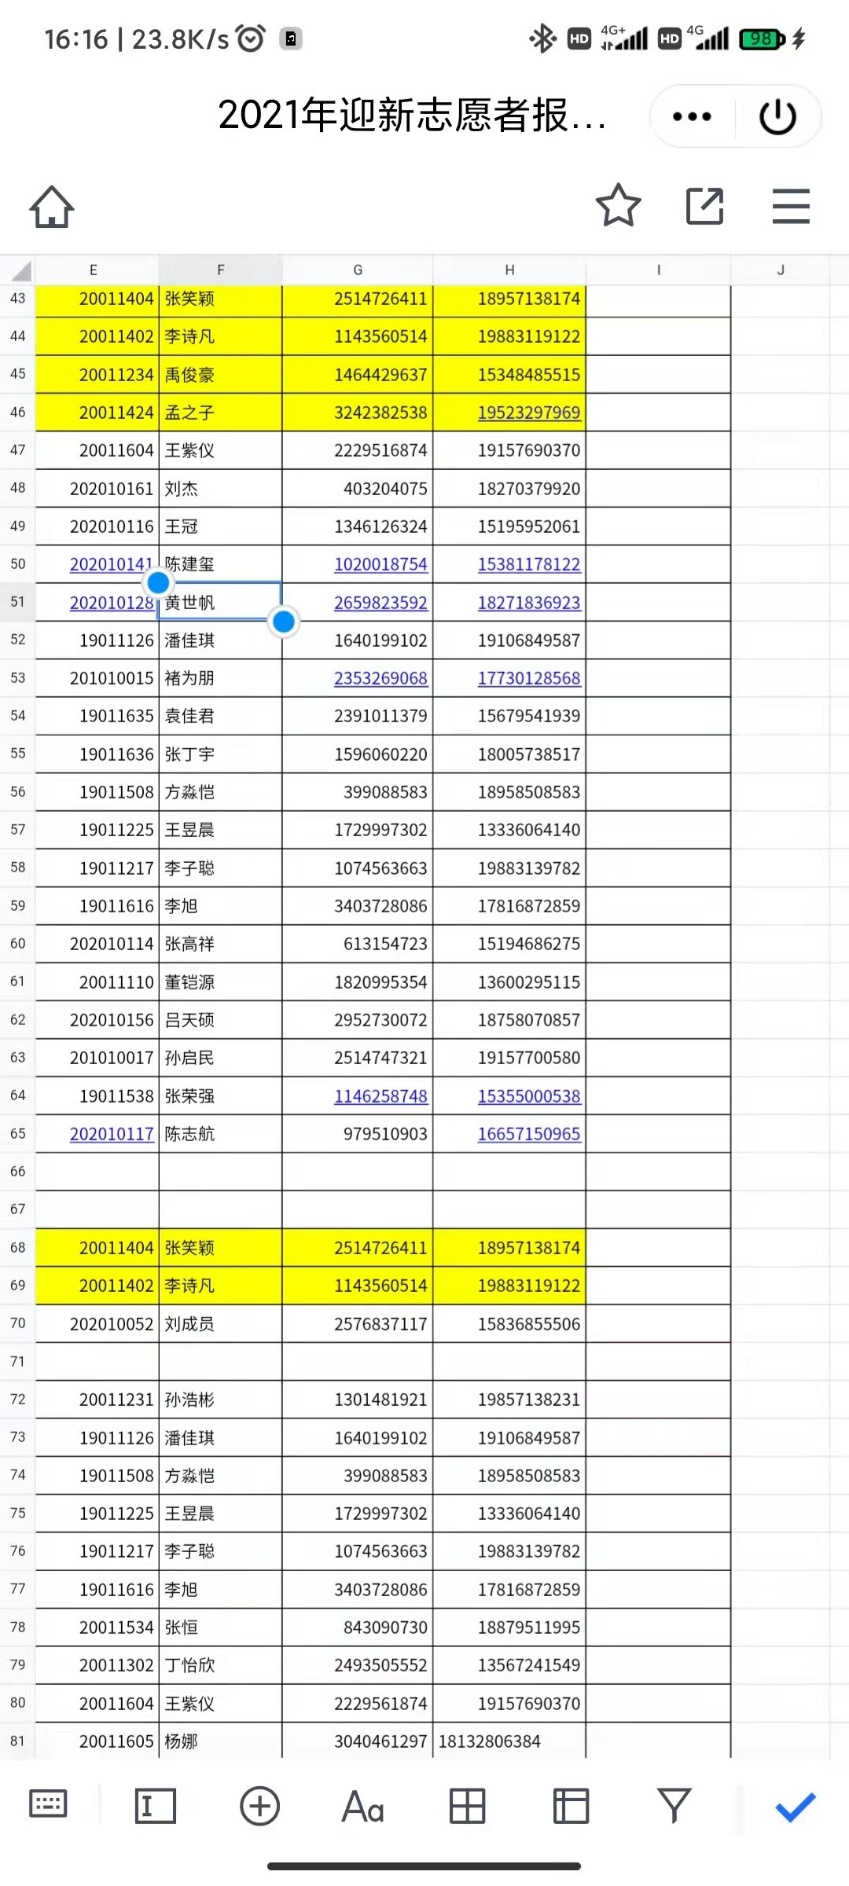 16:16 | 23.8K/s HD 4G+ HD 4G 98
2021年迎新志愿者报...
E F G H I J
43 20011404 张笑颖 2514726411 18957138174
44 20011402 李诗凡 1143560514 19883119122
45 20011234 禹俊豪 1464429637 15348485515
46 20011424 孟之子 3242382538 19523297969
47 20011604 王紫仪 2229516874 19157690370
48 202010161 刘杰 403204075 18270379920
49 202010116 王冠 1346126324 15195952061
50 202010141 陈建玺 1020018754 15381178122
51 202010128 黄世帆 2659823592 18271836923
52 19011126 潘佳琪 1640199102 19106849587
53 201010015 褚为朋 2353269068 17730128568
54 19011635 袁佳君 2391011379 15679541939
55 19011636 张丁宇 1596060220 18005738517
56 19011508 方淼恺 399088583 18958508583
57 19011225 王昱晨 1729997302 13336064140
58 19011217 李子聪 1074563663 19883139782
59 19011616 李旭 3403728086 17816872859
60 202010114 张高祥 613154723 15194686275
61 20011110 董铠源 1820995354 13600295115
62 202010156 吕天硕 2952730072 18758070857
63 201010017 孙启民 2514747321 19157700580
64 19011538 张荣强 1146258748 15355000538
65 202010117 陈志航 979510903 16657150965
66
67
68 20011404 张笑颖 2514726411 18957138174
69 20011402 李诗凡 1143560514 19883119122
70 202010052 刘成员 2576837117 15836855506
71
72 20011231 孙浩彬 1301481921 19857138231
73 19011126 潘佳琪 1640199102 19106849587
74 19011508 方淼恺 399088583 18958508583
75 19011225 王昱晨 1729997302 13336064140
76 19011217 李子聪 1074563663 19883139782
77 19011616 李旭 3403728086 17816872859
78 20011534 张恒 843090730 18879511995
79 20011302 丁怡欣 2493505552 13567241549
80 20011604 王紫仪 2229561874 19157690370
81 20011605 杨娜 3040461297 18132806384
Aa